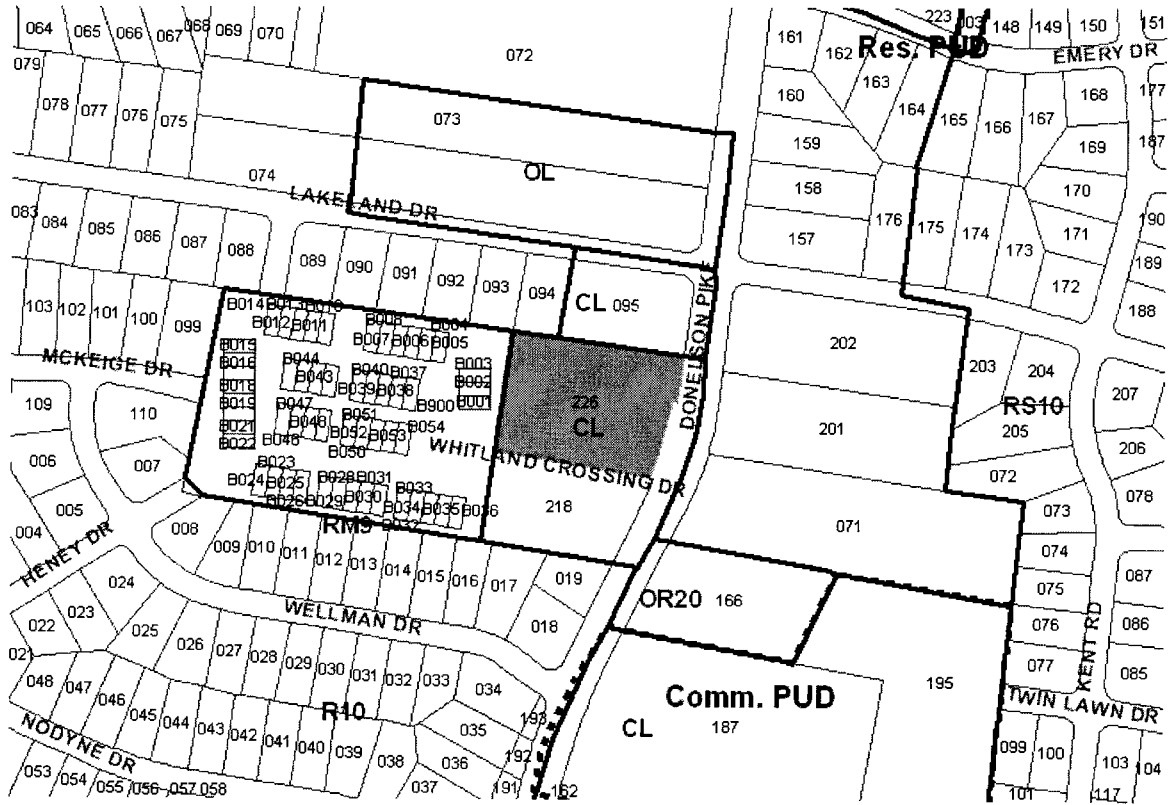 064 065 066 067 068 069 070
072
223 03 148 149 150 151
161 162 Res. PUD EMERY DR
079 163 177
078 077 076 075 073 160 164 165 166 167 168
159 169 187
OL
074 158 170
LAKELAND DR 176 175 174 173 171 190
083 084 085 086 087 088 157 189
089 090 091 092 093 094 CL 095 172 188
103 102 101 100 099
B014 B013 B010
B012 B011 B008 B004
B007 B006 B005
DONELSON PIKE
202
MCKEIGE DR
B015 B044 B003
B016 B043 B040 B037 B002
B018 B039 B038 B001
203 204 207
RS10
109 110 B019 B047 B051 B900 226
B021 B048 B052 B053 B054 CL
B022 B046 B050
201 205 206
WHITLAND CROSSING DR
006 007 B023 072 078
B024 B025 B028 B031 B033
B026 B029 B030 B034 B035 B036
B032
218
071 073
005 004 008 RM9
HENEY DR
009 010 011 012 013 014 015 016 017 019
074 087
075
024 OR20 166
022 023 WELLMAN DR 018 076 086
KENT RD
021 025 026 027 028 029 030 031 032 033 034 077 085
048 047 046 195
Comm. PUD
TWIN LAWN DR
R10 193
045 044 043 042 041 040 039 035 CL 187
NODYNE DR
038 036 192 099 100 103 104
053 054 055 056 057 058 037 191 162 101 117